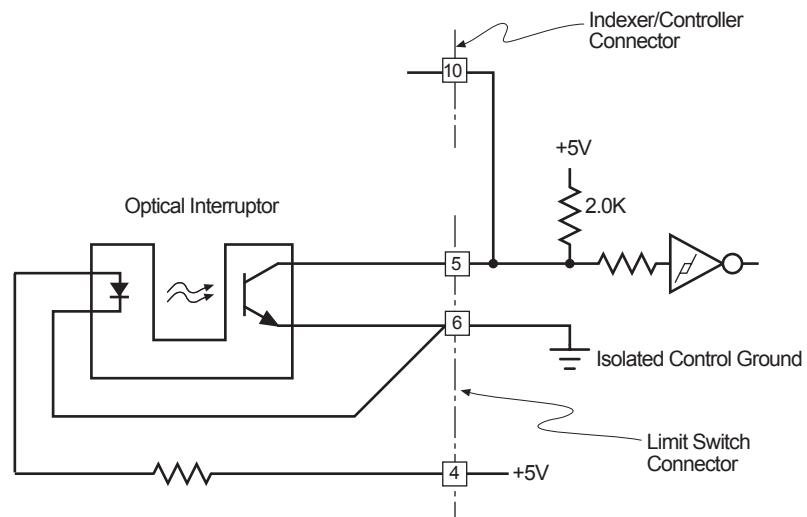 Indexer/Controller
Connector
10
+5V
2.0K
Optical Interruptor
5
6
Isolated Control Ground
Limit Switch
Connector
4
+5V